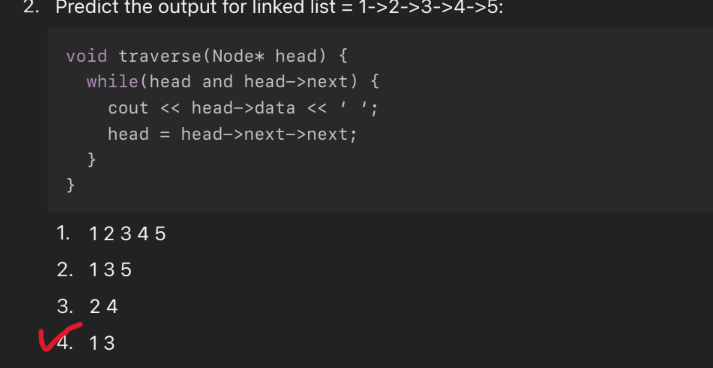 2. Predict the output for linked list = 1->2->3->4->5:
void traverse(Node* head) {
while(head and head->next) {
cout << head->data << ‘ ‘;
head = head->next->next;
}
}
1. 1 2 3 4 5
2. 1 3 5
3. 2 4
4. 1 3